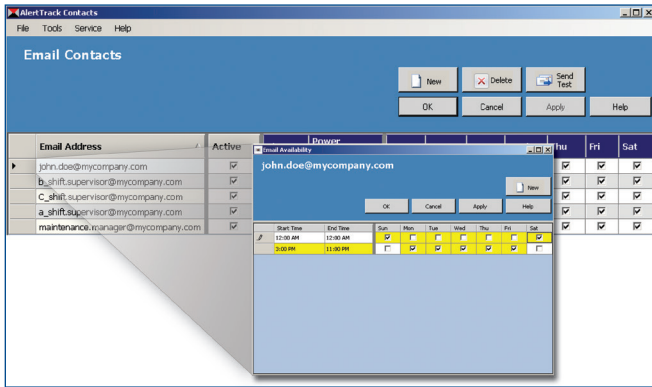 AlertTrack Contacts
File Tools Service Help
Email Contacts
New Delete Send Test
OK Cancel Apply Help
Email Address / Active Power Thu Fri Sat
john.doe@mycompany.com
b_shift.supervisor@mycompany.com
C_shift.supervisor@mycompany.com
a_shift.supervisor@mycompany.com
maintenance.manager@mycompany.com
Email Availability
john.doe@mycompany.com
New
OK Cancel Apply Help
Start Time End Time Sun Mon Tue Wed Thu Fri Sat
12:00 AM 12:00 AM
3:00 PM 11:00 PM